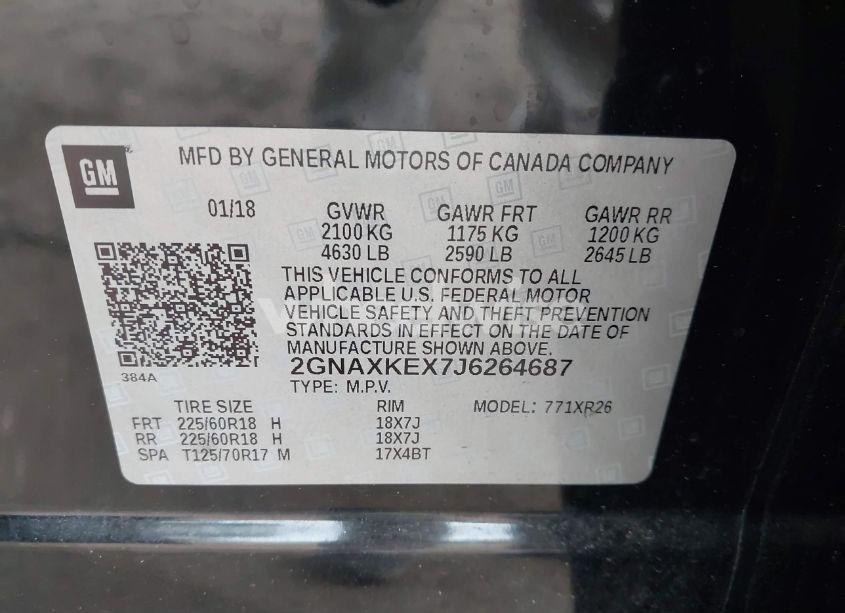 GM
MFD BY GENERAL MOTORS OF CANADA COMPANY
01/18 GVWR GAWR FRT GAWR RR
2100 KG 1175 KG 1200 KG
4630 LB 2590 LB 2645 LB
THIS VEHICLE CONFORMS TO ALL
APPLICABLE U.S. FEDERAL MOTOR
VEHICLE SAFETY AND THEFT PREVENTION
STANDARDS IN EFFECT ON THE DATE OF
MANUFACTURE SHOWN ABOVE.
2GNAXKEX7J6264687
384A
TYPE: M.P.V.
TIRE SIZE RIM MODEL: 771XR26
FRT 225/60R18 H 18X7J
RR 225/60R18 H 18X7J
SPA T125/70R17 M 17X4BT